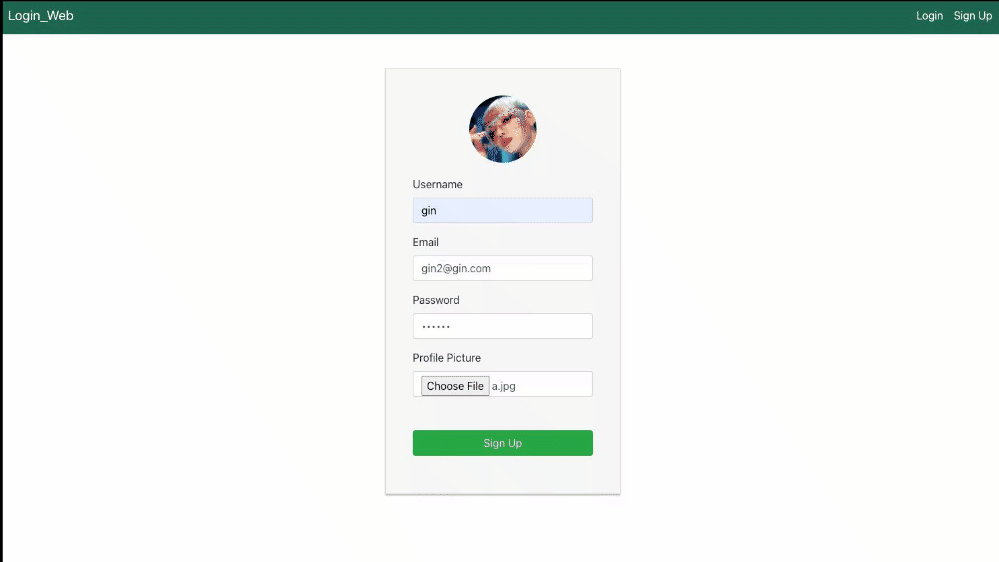 Login_Web Login Sign Up
Username
gin
Email
gin2@gin.com
Password
••••••
Profile Picture
Choose File a.jpg
Sign Up